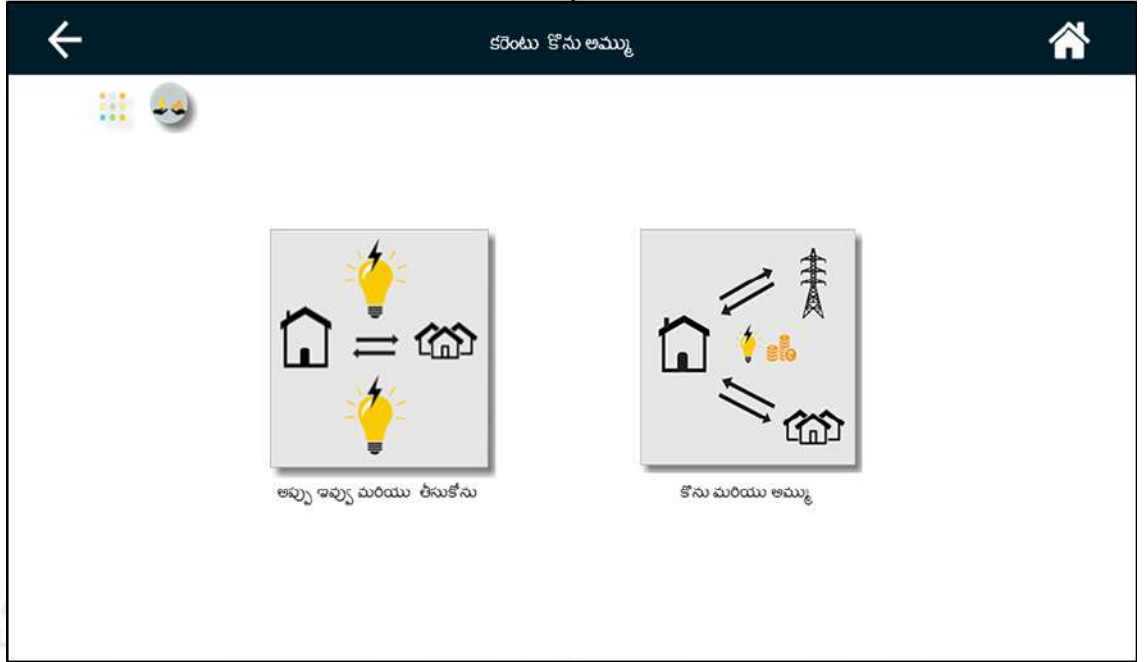 కరెంటు కొను అమ్ము
అప్పు ఇవ్వు మరియు తీసుకోను
కొను మరియు అమ్ము